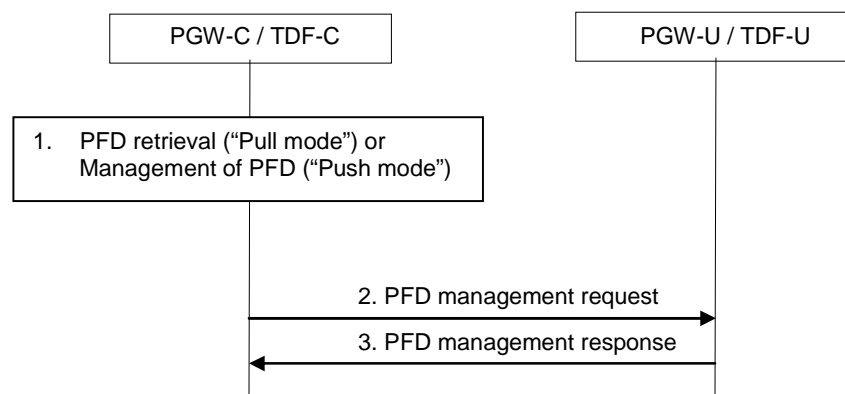 PGW-C / TDF-C
PGW-U / TDF-U
1. PFD retrieval (“Pull mode”) or
Management of PFD (“Push mode”)
2. PFD management request
3. PFD management response